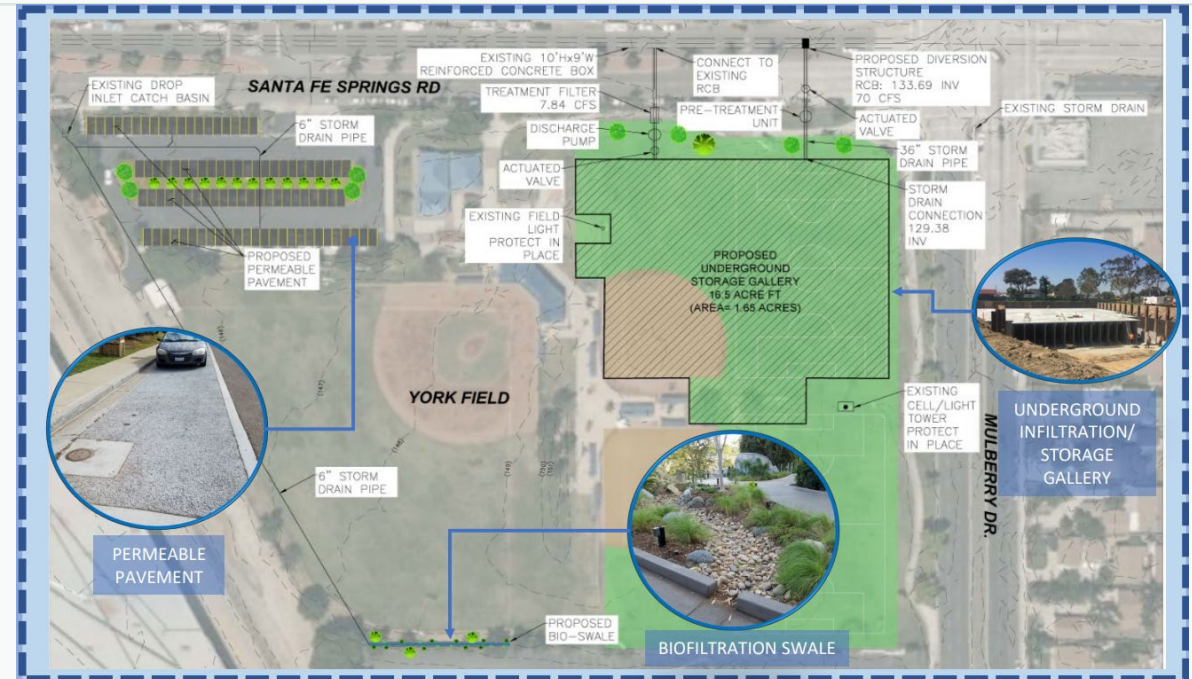 EXISTING 10'Hx9'W
REINFORCED CONCRETE BOX
CONNECT TO
EXISTING
RCB
PROPOSED DIVERSION
STRUCTURE
RCB: 133.69 INV
70 CFS
EXISTING DROP
INLET CATCH BASIN
SANTA FE SPRINGS RD
TREATMENT FILTER
7.84 CFS
PRE-TREATMENT
UNIT
ACTUATED
VALVE
EXISTING STORM DRAIN
6" STORM
DRAIN PIPE
DISCHARGE
PUMP
36" STORM
DRAIN PIPE
ACTUATED
VALVE
STORM
DRAIN
CONNECTION
129.38
INV
EXISTING FIELD
LIGHT
PROTECT IN
PLACE
PROPOSED
PERMEABLE
PAVEMENT
PROPOSED
UNDERGROUND
STORAGE GALLERY
16.5 ACRE FT
(AREA= 1.65 ACRES)
(146)
(147)
(148)
(149)
(150)
YORK FIELD
EXISTING
CELL/LIGHT
TOWER
PROTECT
IN PLACE
MULBERRY DR.
UNDERGROUND
INFILTRATION/
STORAGE
GALLERY
6" STORM
DRAIN PIPE
PERMEABLE
PAVEMENT
PROPOSED
BIO-SWALE
BIOFILTRATION SWALE